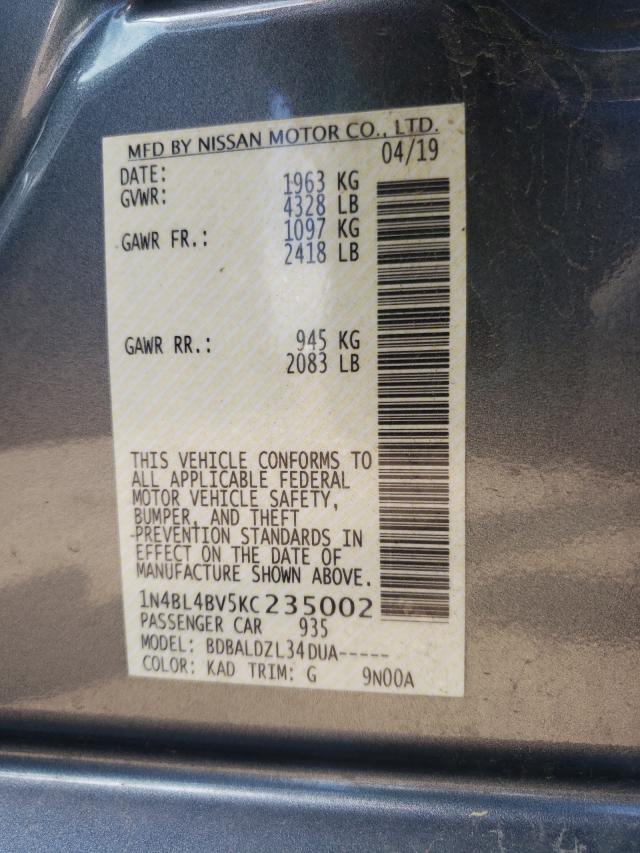 MFD BY NISSAN MOTOR CO., LTD.
DATE: 04/19
GVWR: 1963 KG
4328 LB
GAWR FR.: 1097 KG
2418 LB
GAWR RR.: 945 KG
2083 LB
THIS VEHICLE CONFORMS TO
ALL APPLICABLE FEDERAL
MOTOR VEHICLE SAFETY,
BUMPER, AND THEFT
PREVENTION STANDARDS IN
EFFECT ON THE DATE OF
MANUFACTURE SHOWN ABOVE.
1N4BL4BV5KC235002
PASSENGER CAR 935
MODEL: BDBALDZL34DUA-----
COLOR: KAD TRIM: G 9N00A